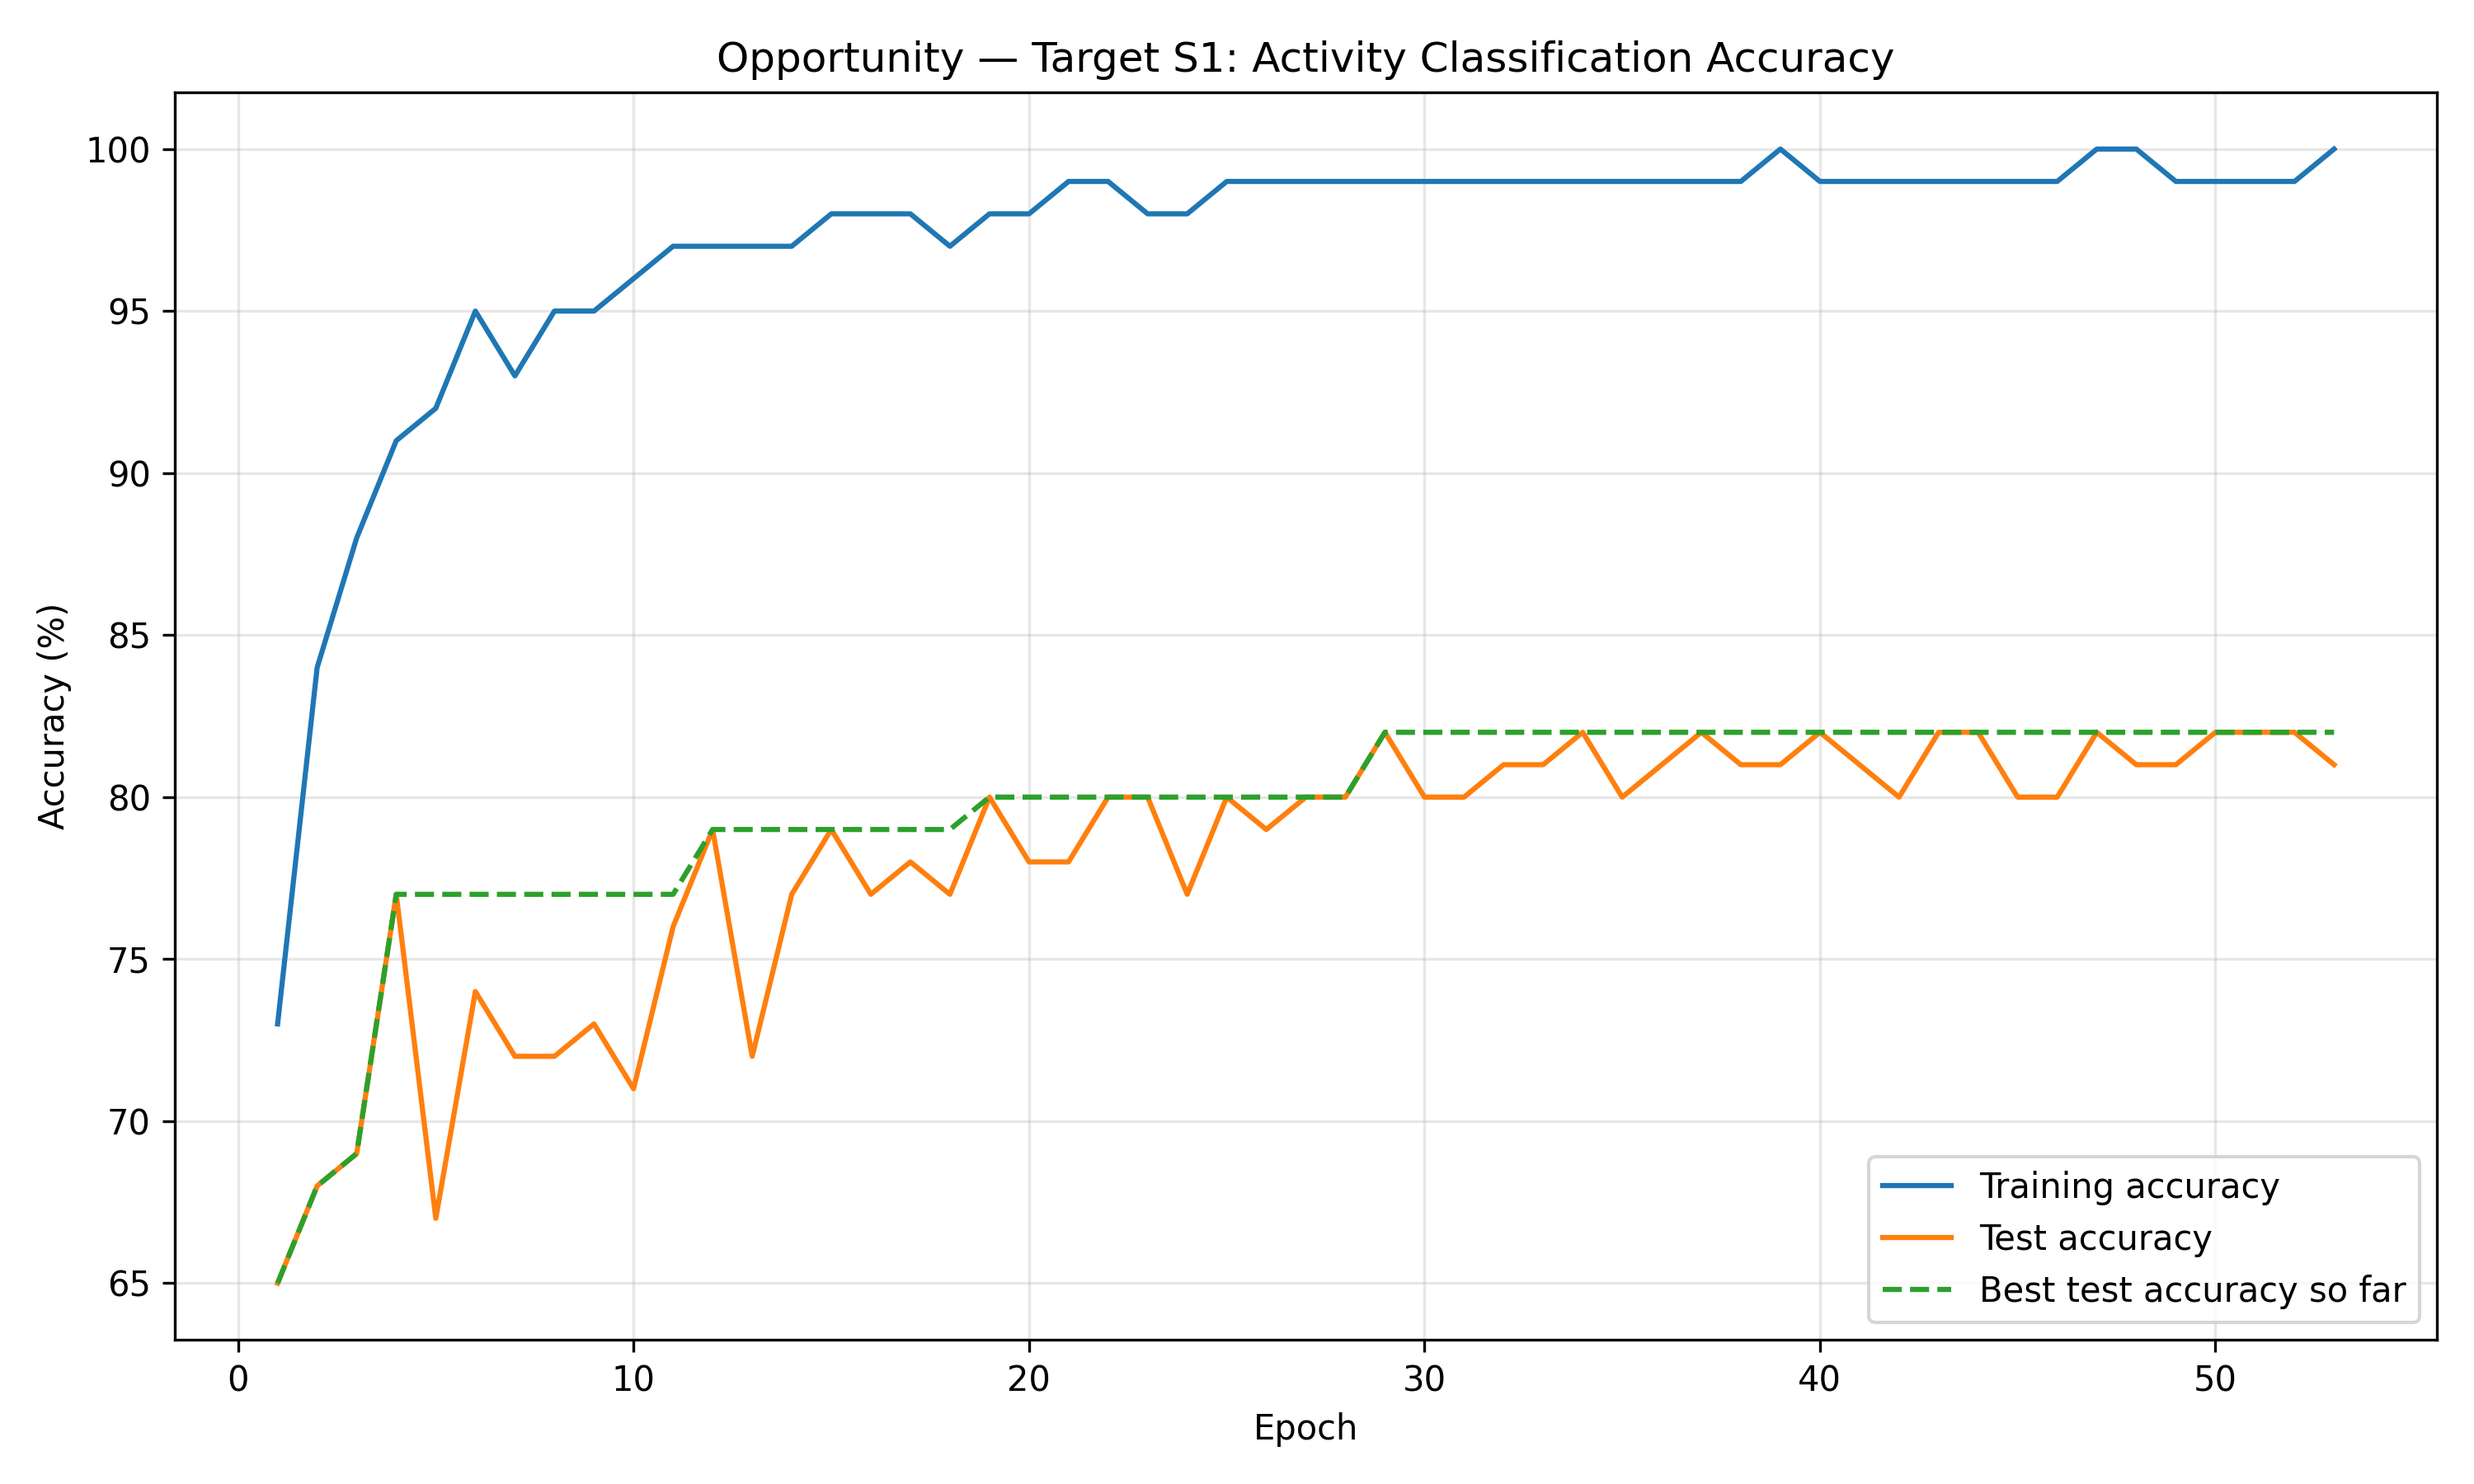 Opportunity — Target S1: Activity Classification Accuracy
Accuracy (%)
100
95
90
85
80
75
70
65
Training accuracy
Test accuracy
Best test accuracy so far
0 10 20 30 40 50
Epoch